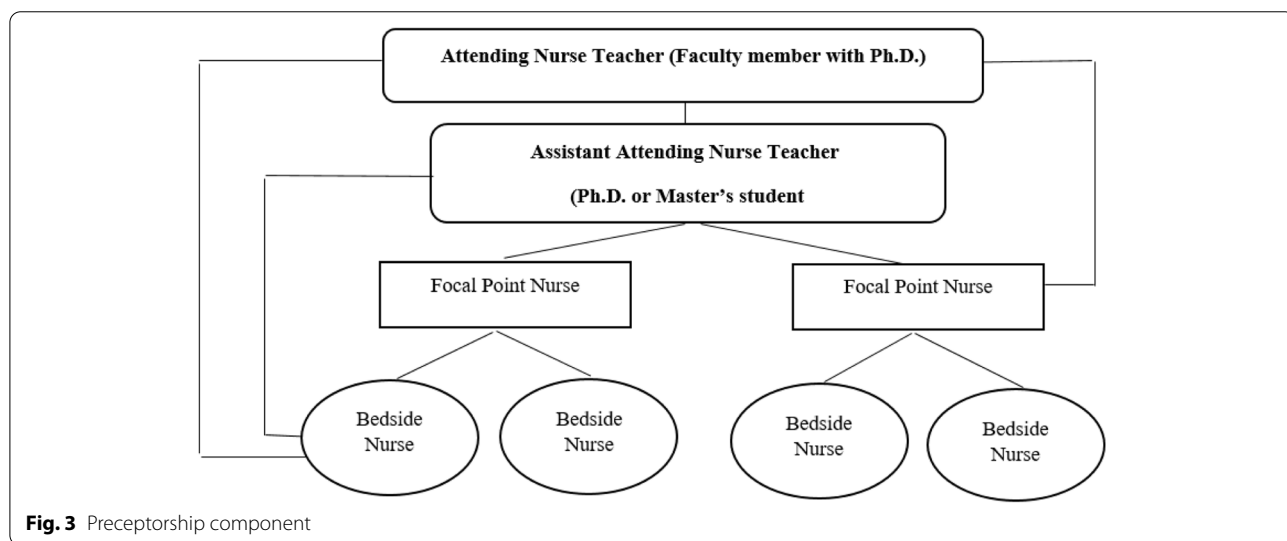 Attending Nurse Teacher (Faculty member with Ph.D.)
Assistant Attending Nurse Teacher
(Ph.D. or Master’s student
Focal Point Nurse
Focal Point Nurse
Bedside
Nurse
Bedside
Nurse
Bedside
Nurse
Bedside
Nurse
Fig. 3 Preceptorship component